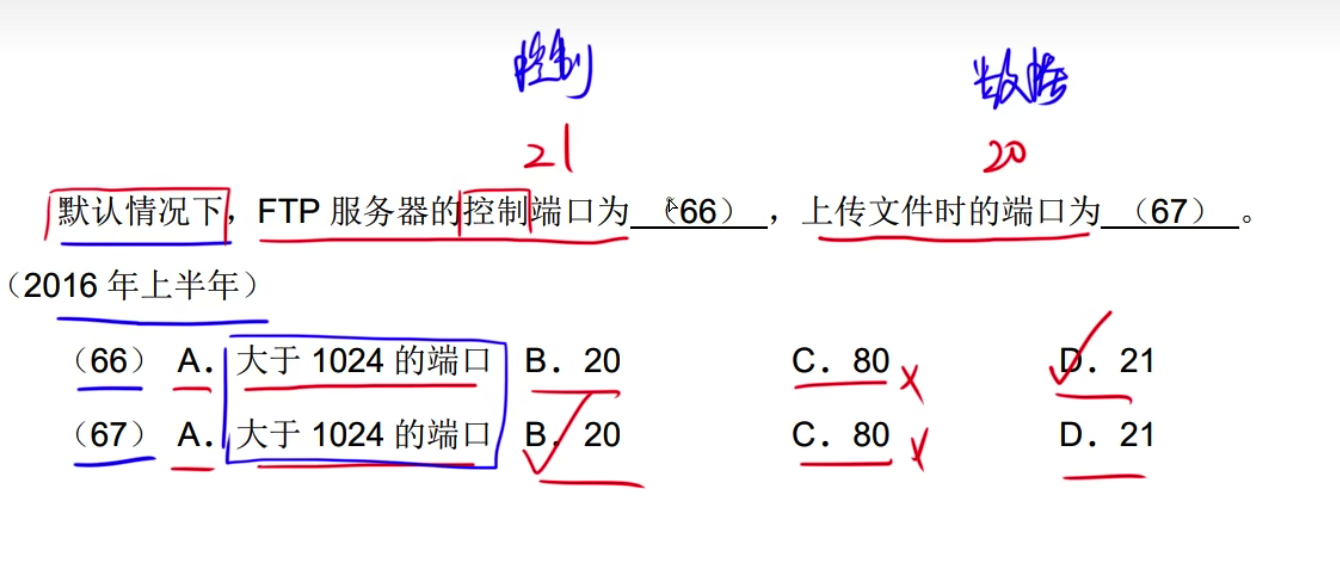 控制 数据
21 20
默认情况下，FTP 服务器的控制端口为 （66） ，上传文件时的端口为 （67） 。
（2016 年上半年）
（66） A．大于 1024 的端口 B．20 C．80 D．21
（67） A．大于 1024 的端口 B．20 C．80 D．21